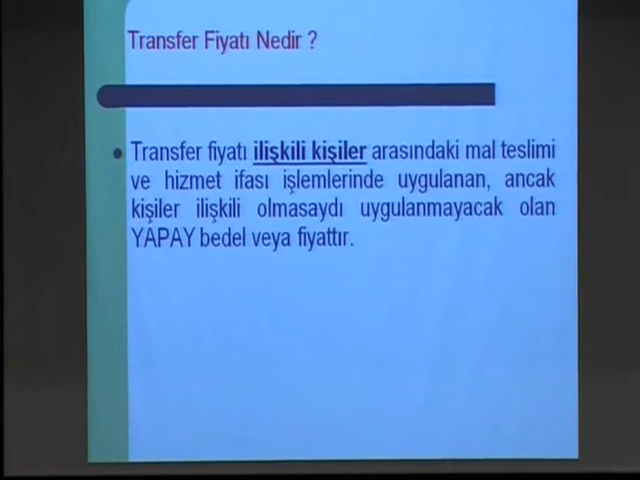 Transfer Fiyatı Nedir ?
• Transfer fiyatı ilişkili kişiler arasındaki mal teslimi
ve hizmet ifası işlemlerinde uygulanan, ancak
kişiler ilişkili olmasaydı uygulanmayacak olan
YAPAY bedel veya fiyattır.